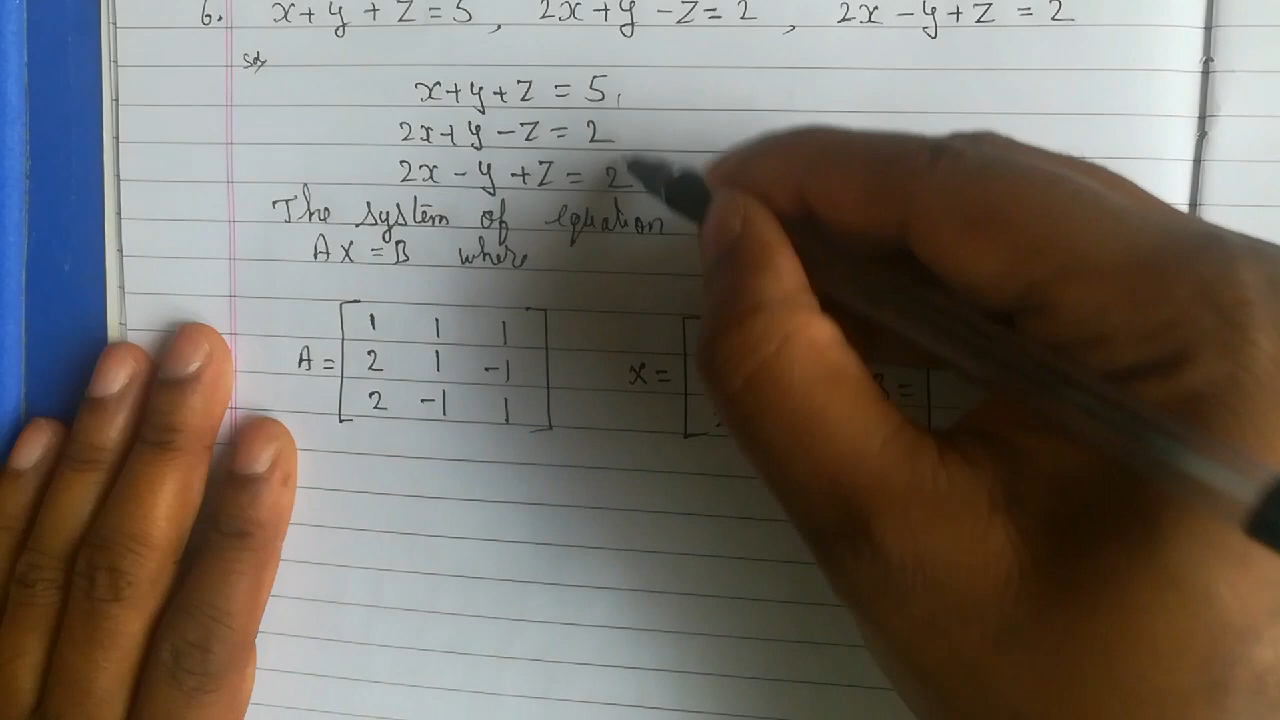 6. x+y+z=5, 2x+y-z=2, 2x-y+z=2
Sol
x+y+z=5,
2x+y-z=2
2x-y+z=2
The system of equation
AX=B where
A= [1 1 1
2 1 -1
2 -1 1]
X= [